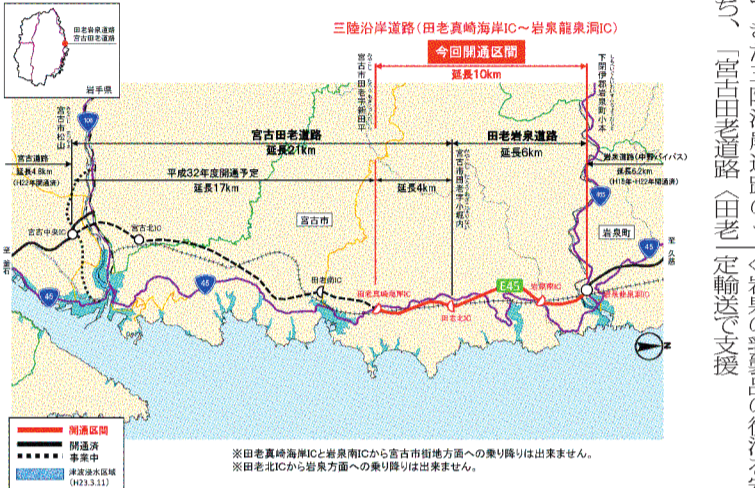 田老岩泉道路
宮古田老道路
岩手県
三陸沿岸道路(田老真崎海岸IC～岩泉龍泉洞IC)
今回開通区間
延長10km
宮古市松山
宮古市田老字新田平
下閉伊郡岩泉町小本
106
宮古田老道路
延長21km
田老岩泉道路
延長6km
宮古道路
延長4.8km
(H22年開通済)
平成32年度開通予定
延長17km
延長4km
宮古市田老字小堀内
岩泉道路(中野バイパス)
延長6.2km
(H15年・H22年開通済)
455
宮古市
岩泉町
45
至 久慈
宮古中央IC
宮古北IC
至 釜石
45
45
田老南IC
田老真崎海岸IC
田老北IC
E45
岩泉南IC
岩泉龍泉洞IC
N
開通区間
開通済
事業中
津波浸水区域
(H23.3.11)
※田老真崎海岸ICと岩泉南ICから宮古市街地方面への乗り降りは出来ません。
※田老北ICから岩泉方面への乗り降りは出来ません。
ち、「宮古田老道路〈田老
定輸送で支援